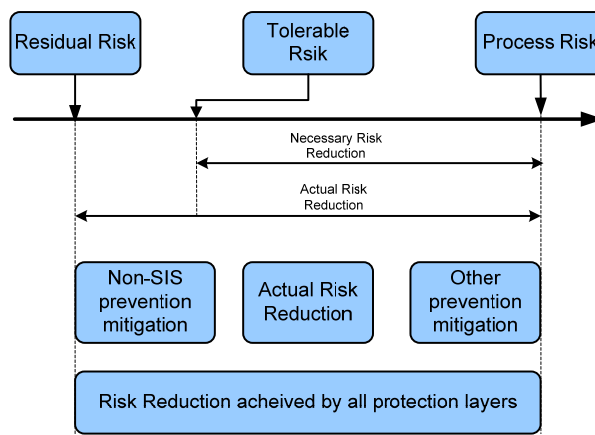 Residual Risk
Tolerable
Rsik
Process Risk
Necessary Risk
Reduction
Actual Risk
Reduction
Non-SIS
prevention
mitigation
Actual Risk
Reduction
Other
prevention
mitigation
Risk Reduction acheived by all protection layers